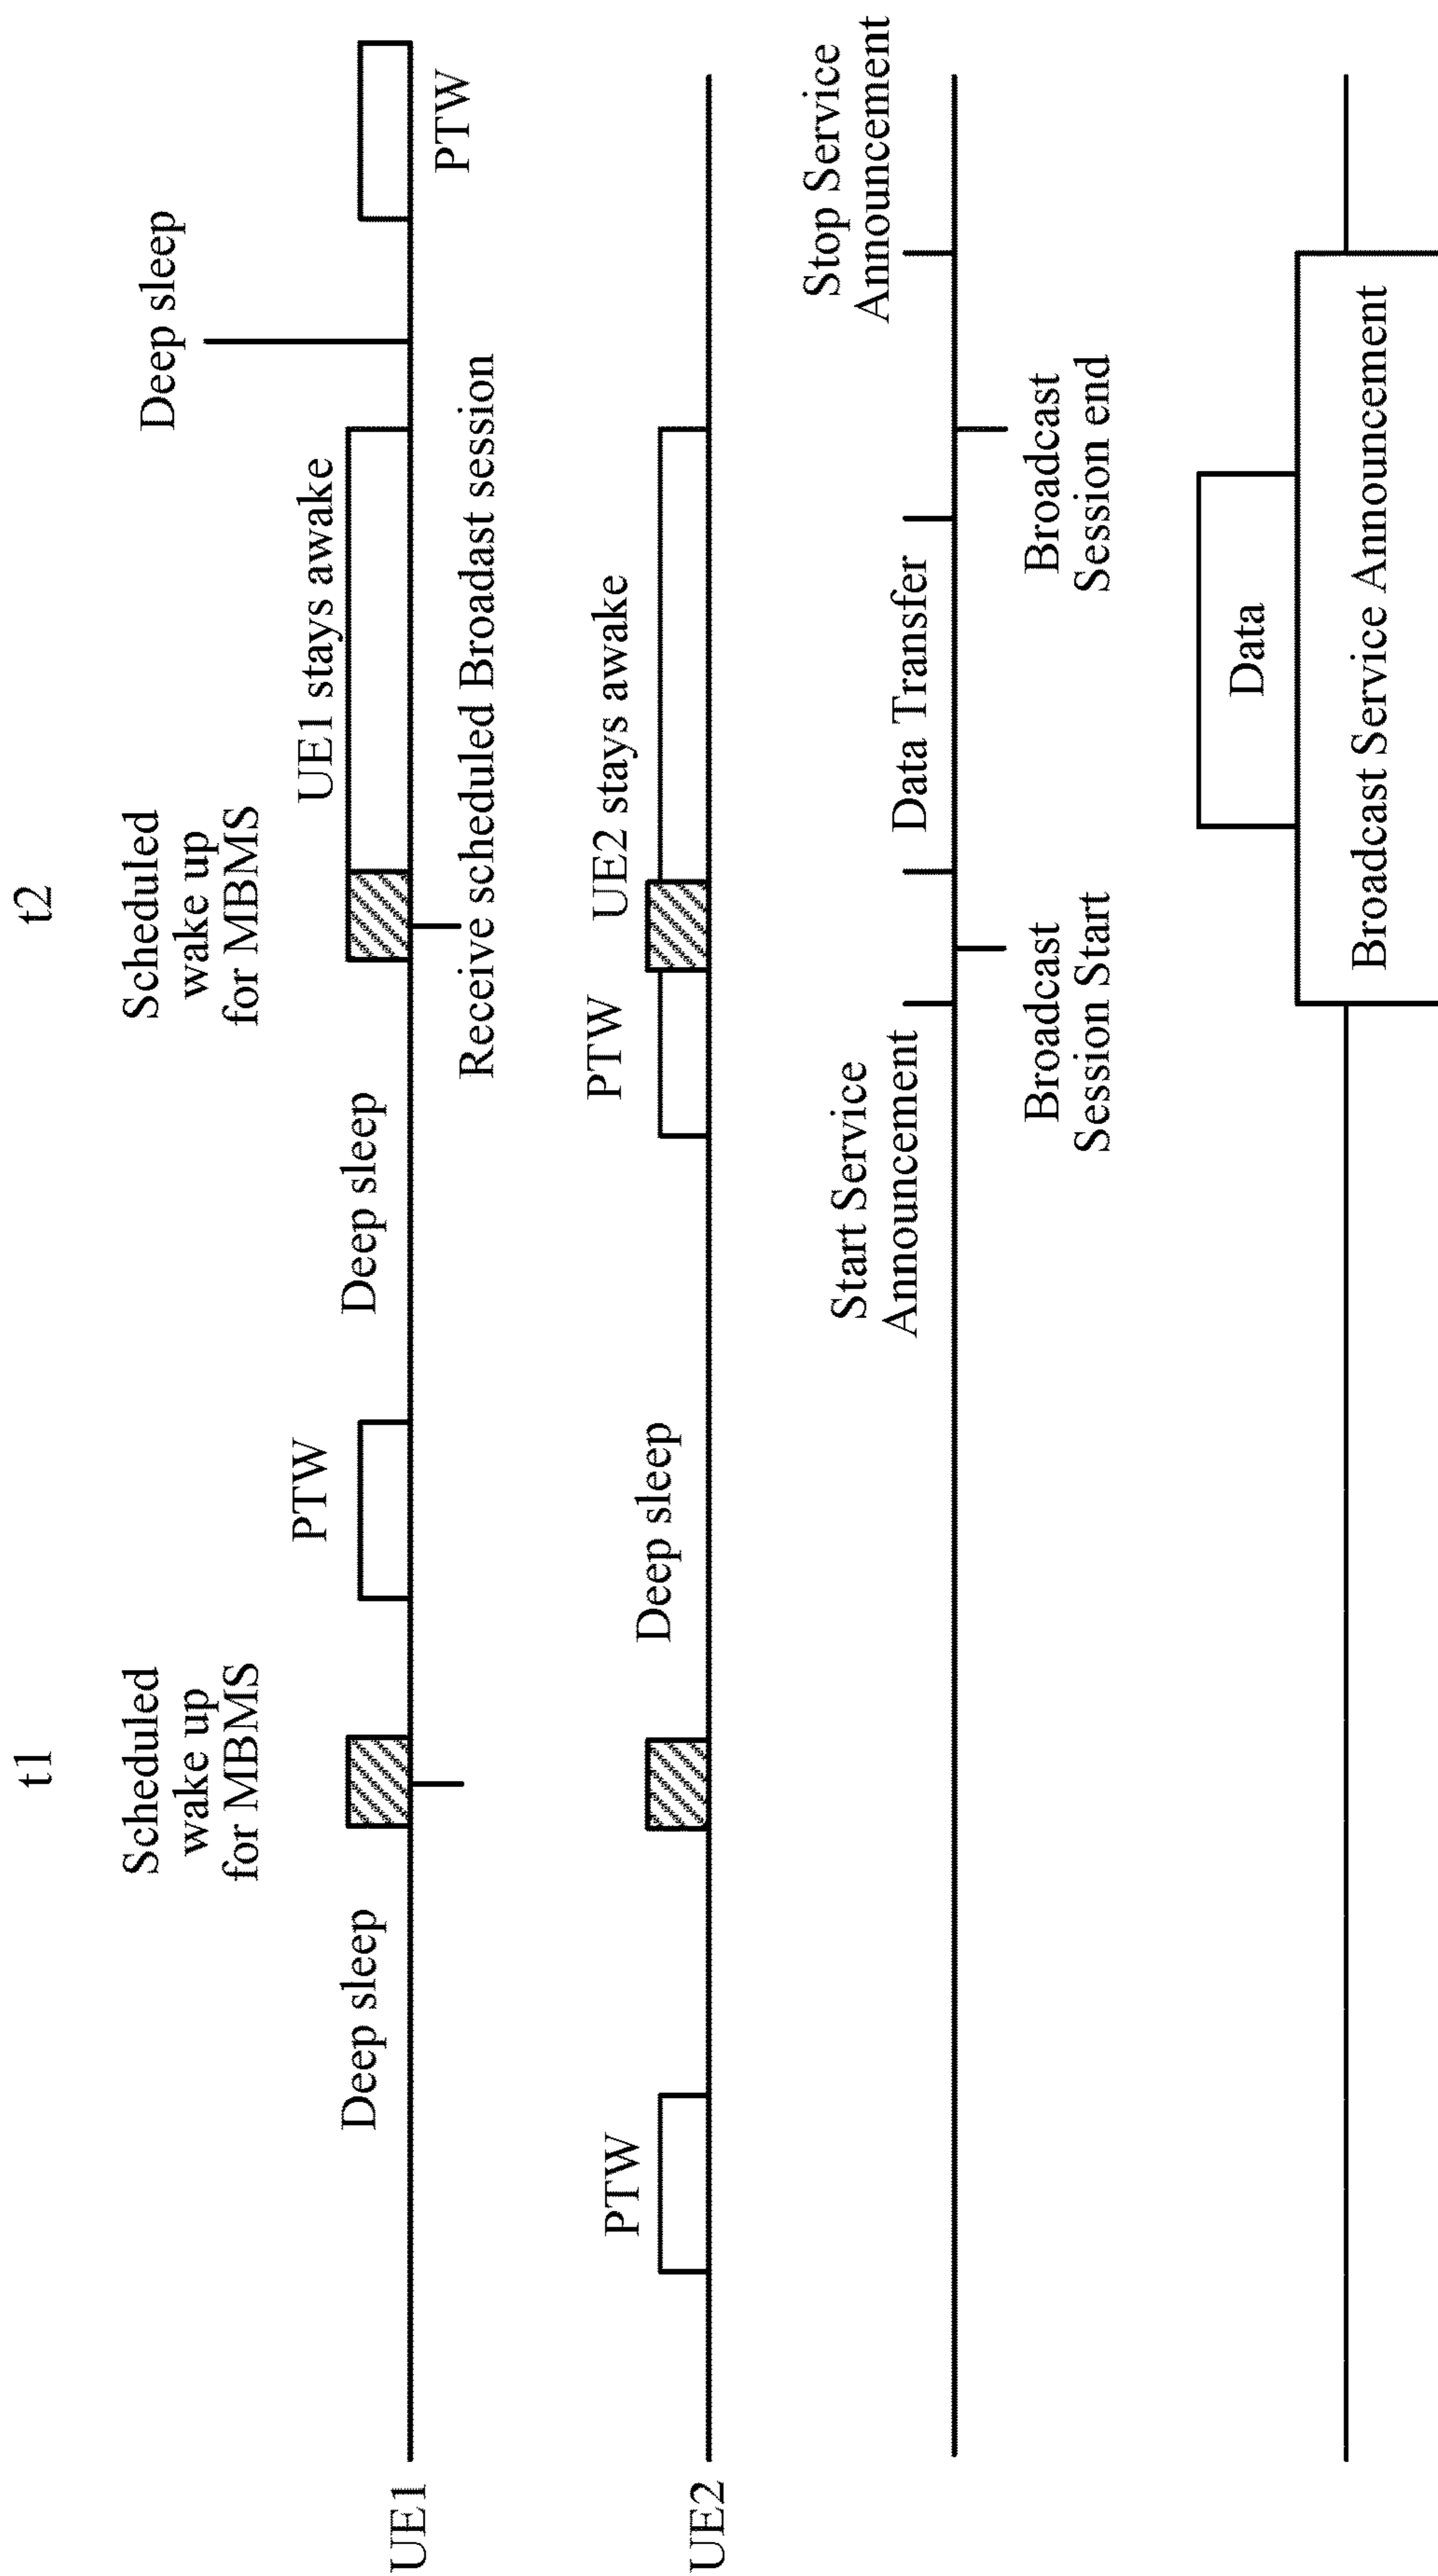 t1
t2
Scheduled
wake up
for MBMS
Scheduled
wake up
for MBMS
Deep sleep
UE1
Deep sleep
PTW
Deep sleep
UE1 stays awake
PTW
Receive scheduled Broadast session
UE2
PTW
Deep sleep
PTW
UE2 stays awake
Start Service
Announcement
Data Transfer
Stop Service
Announcement
Broadcast
Session Start
Broadcast
Session end
Data
Broadcast Service Announcement